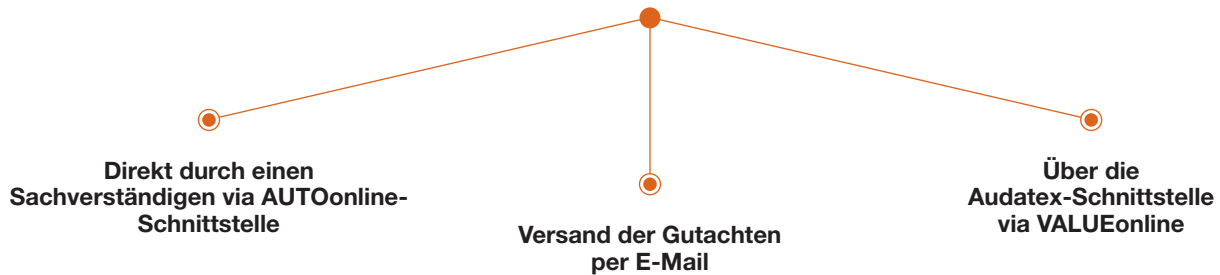 Direkt durch einen
Sachverständigen via AUTOonline-
Schnittstelle
Versand der Gutachten
per E-Mail
Über die
Audatex-Schnittstelle
via VALUEonline